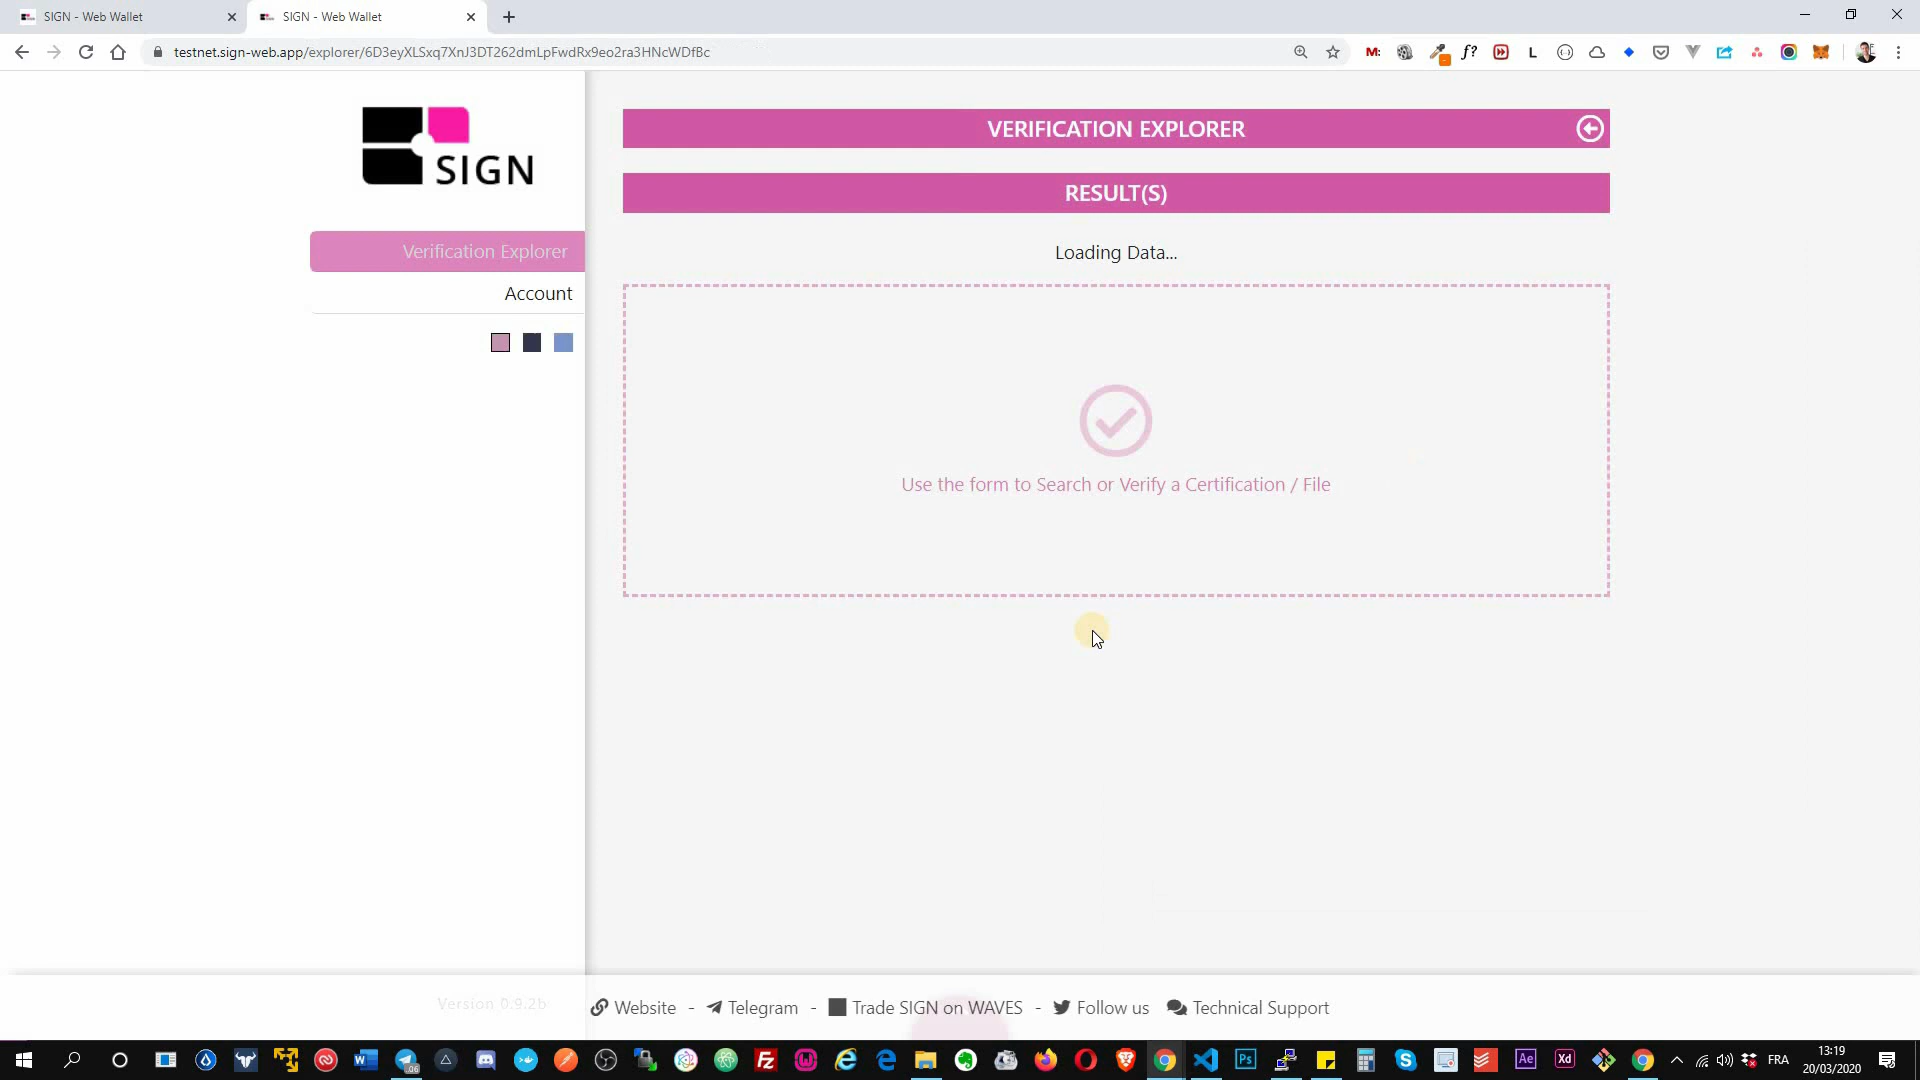 SIGN - Web Wallet
SIGN - Web Wallet
testnet.sign-web.app/explorer/6D3eyXLSxq7XnJ3DT262dmLpFwdRx9eo2ra3HNcWDfBc
SIGN
Verification Explorer
Account
VERIFICATION EXPLORER
RESULT(S)
Loading Data...
Use the form to Search or Verify a Certification / File
Version 0.9.2b
Website - Telegram - Trade SIGN on WAVES - Follow us Technical Support
FRA
13:19
20/03/2020